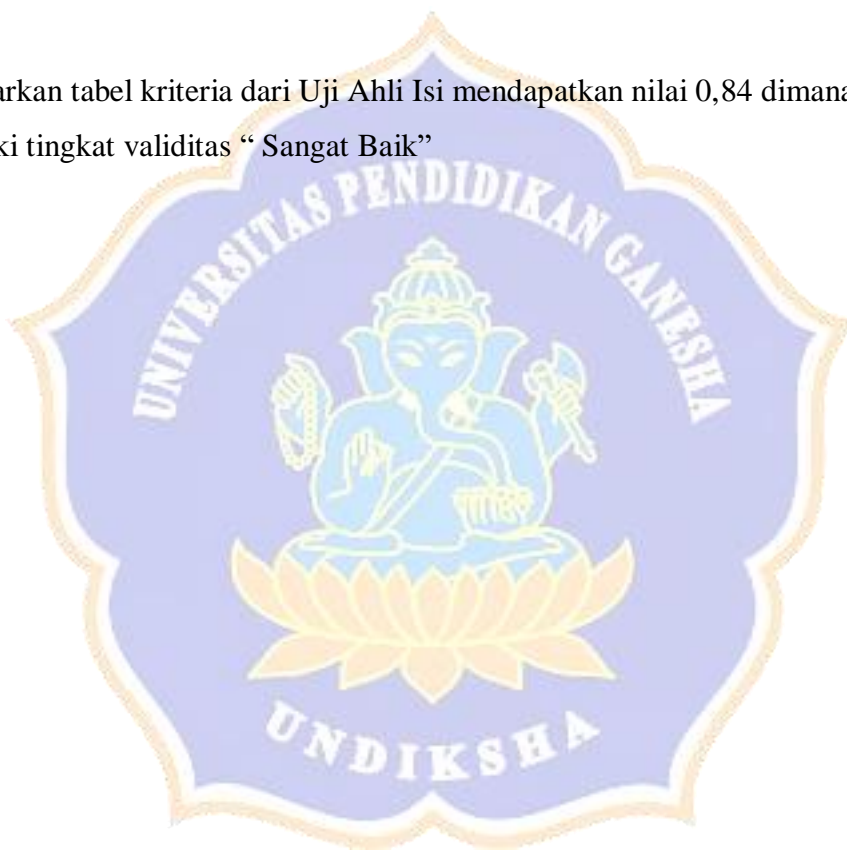 arkan tabel kriteria dari Uji Ahli Isi mendapatkan nilai 0,84 dimana
ki tingkat validitas “ Sangat Baik”
UNIVERSITAS PENDIDIKAN GANESHA
UNDIKSHA